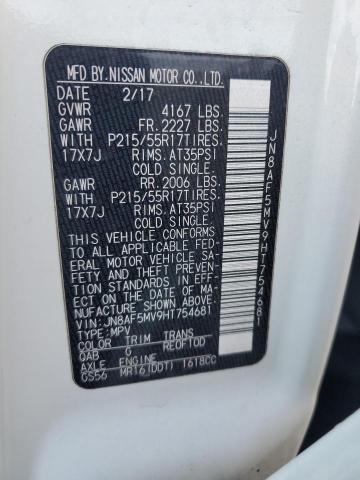 MFD.BY.NISSAN MOTOR CO.,LTD.
DATE 2/17
GVWR 4167 LBS.
GAWR FR. 2227 LBS.
WITH P215/55R17TIRES.
17X7J RIMS. AT35PSI
COLD SINGLE.
GAWR RR. 2006 LBS.
WITH P215/55R17TIRES.
17X7J RIMS. AT35PSI
COLD SINGLE.
THIS VEHICLE CONFORMS
TO ALL APPLICABLE FED-
ERAL MOTOR VEHICLE SA-
FETY AND THEFT PREVEN-
TION STANDARDS IN EFF-
ECT ON THE DATE OF MA-
NUFACTURE SHOWN ABOVE.
VIN: JN8AF5MV9HT754681
TYPE: MPV
COLOR TRIM TRANS
QAB G RE0F10D
AXLE ENGINE
GS56 MR16(DDT) 1618CC
JN8AF5MV9HT754681